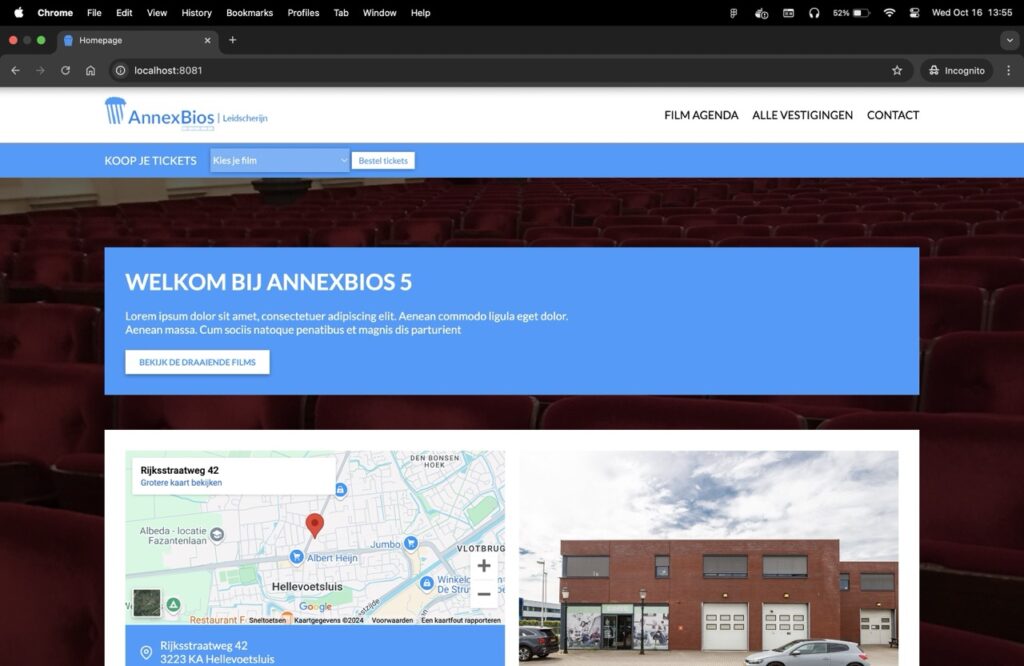 Chrome File Edit View History Bookmarks Profiles Tab Window Help 52% Wed Oct 16 13:55
Homepage
localhost:8081 Incognito
AnnexBios | Leidscherijn FILM AGENDA ALLE VESTIGINGEN CONTACT
KOOP JE TICKETS Kies je film Bestel tickets
WELKOM BIJ ANNEXBIOS 5
Lorem ipsum dolor sit amet, consectetuer adipiscing elit. Aenean commodo ligula eget dolor.
Aenean massa. Cum sociis natoque penatibus et magnis dis parturient
BEKIJK DE DRAAIENDE FILMS
Rijksstraatweg 42
Grotere kaart bekijken
DEN BONSEN
HOEK
Albeda - locatie
Fazantenlaan
Jumbo
Albert Heijn
VLOTBRUG
Hellevoetsluis
Winkelc
De Struy
Google
Restaurant F
Sneltoetsen Kaartgegevens ©2024 Voorwaarden Een kaartfout rapporteren
Rijksstraatweg 42
3223 KA Hellevoetsluis